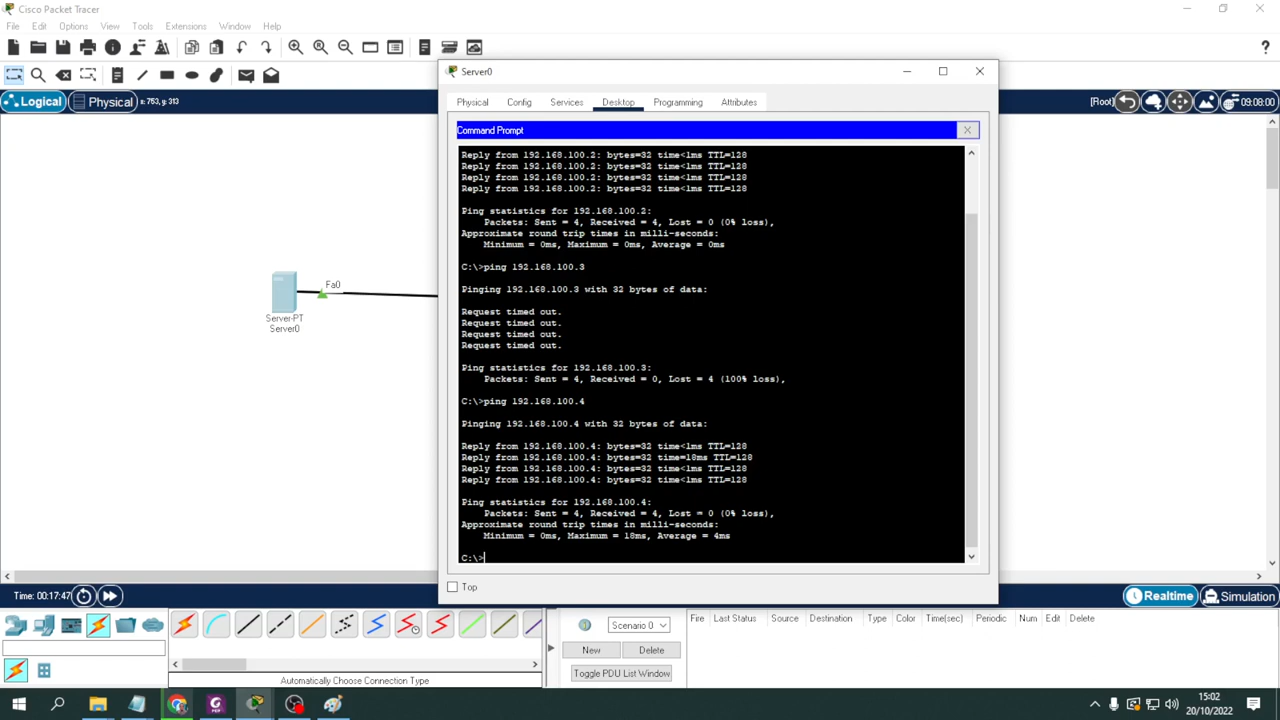 Cisco Packet Tracer
File Edit Options View Tools Extensions Window Help
Logical Physical x: 753, y: 313 [Root] 09:08:00
Server0
Physical Config Services Desktop Programming Attributes
Command Prompt X
Reply from 192.168.100.2: bytes=32 time<1ms TTL=128
Reply from 192.168.100.2: bytes=32 time<1ms TTL=128
Reply from 192.168.100.2: bytes=32 time<1ms TTL=128
Reply from 192.168.100.2: bytes=32 time<1ms TTL=128
Ping statistics for 192.168.100.2:
Packets: Sent = 4, Received = 4, Lost = 0 (0% loss),
Approximate round trip times in milli-seconds:
Minimum = 0ms, Maximum = 0ms, Average = 0ms
C:\>ping 192.168.100.3
Pinging 192.168.100.3 with 32 bytes of data:
Request timed out.
Request timed out.
Request timed out.
Request timed out.
Ping statistics for 192.168.100.3:
Packets: Sent = 4, Received = 0, Lost = 4 (100% loss),
C:\>ping 192.168.100.4
Pinging 192.168.100.4 with 32 bytes of data:
Reply from 192.168.100.4: bytes=32 time<1ms TTL=128
Reply from 192.168.100.4: bytes=32 time=18ms TTL=128
Reply from 192.168.100.4: bytes=32 time<1ms TTL=128
Reply from 192.168.100.4: bytes=32 time<1ms TTL=128
Ping statistics for 192.168.100.4:
Packets: Sent = 4, Received = 4, Lost = 0 (0% loss),
Approximate round trip times in milli-seconds:
Minimum = 0ms, Maximum = 18ms, Average = 4ms
C:\>
Top
Fa0
Server-PT
Server0
Time: 00:17:47 Realtime Simulation
Scenario 0
New Delete
Toggle PDU List Window
Fire Last Status Source Destination Type Color Time(sec) Periodic Num Edit Delete
Automatically Choose Connection Type
15:02
20/10/2022